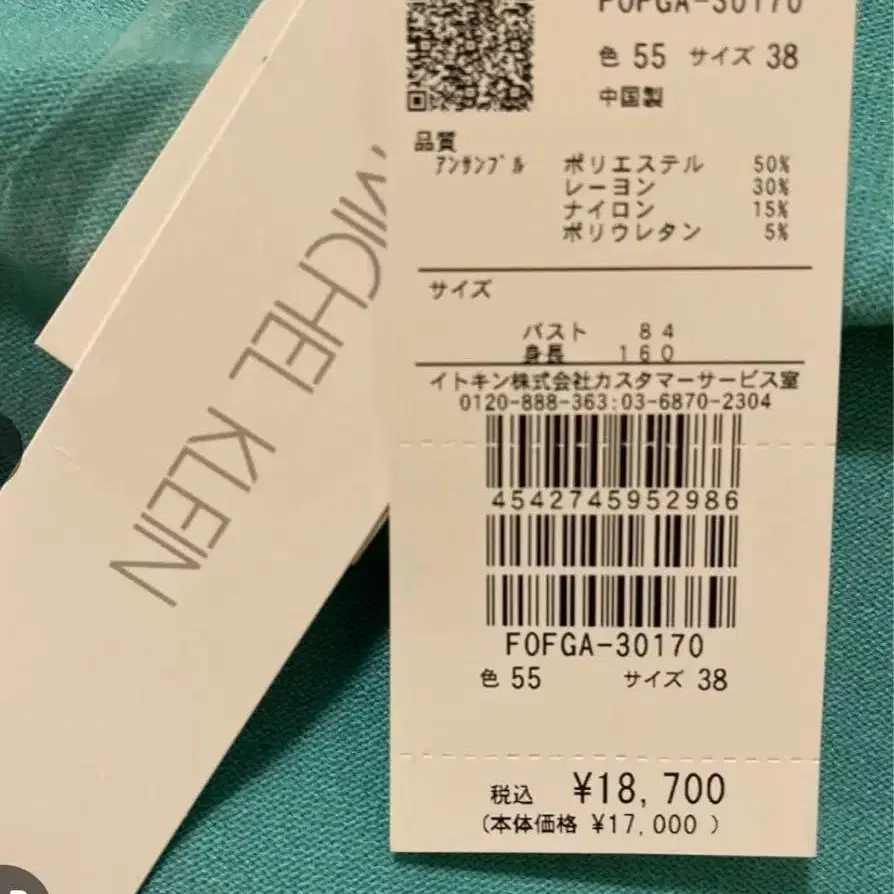 FOFGA-30170
色 55 サイズ 38
中国製
品質
ｱﾝｻﾝﾌﾞﾙ ポリエステル 50%
レーヨン 30%
ナイロン 15%
ポリウレタン 5%
サイズ
バスト 84
身長 160
イトキン株式会社カスタマーサービス室
0120-888-363:03-6870-2304
4542745952986
FOFGA-30170
色 55 サイズ 38
税込 ¥18,700
(本体価格 ¥17,000 )
MICHEL KLEIN